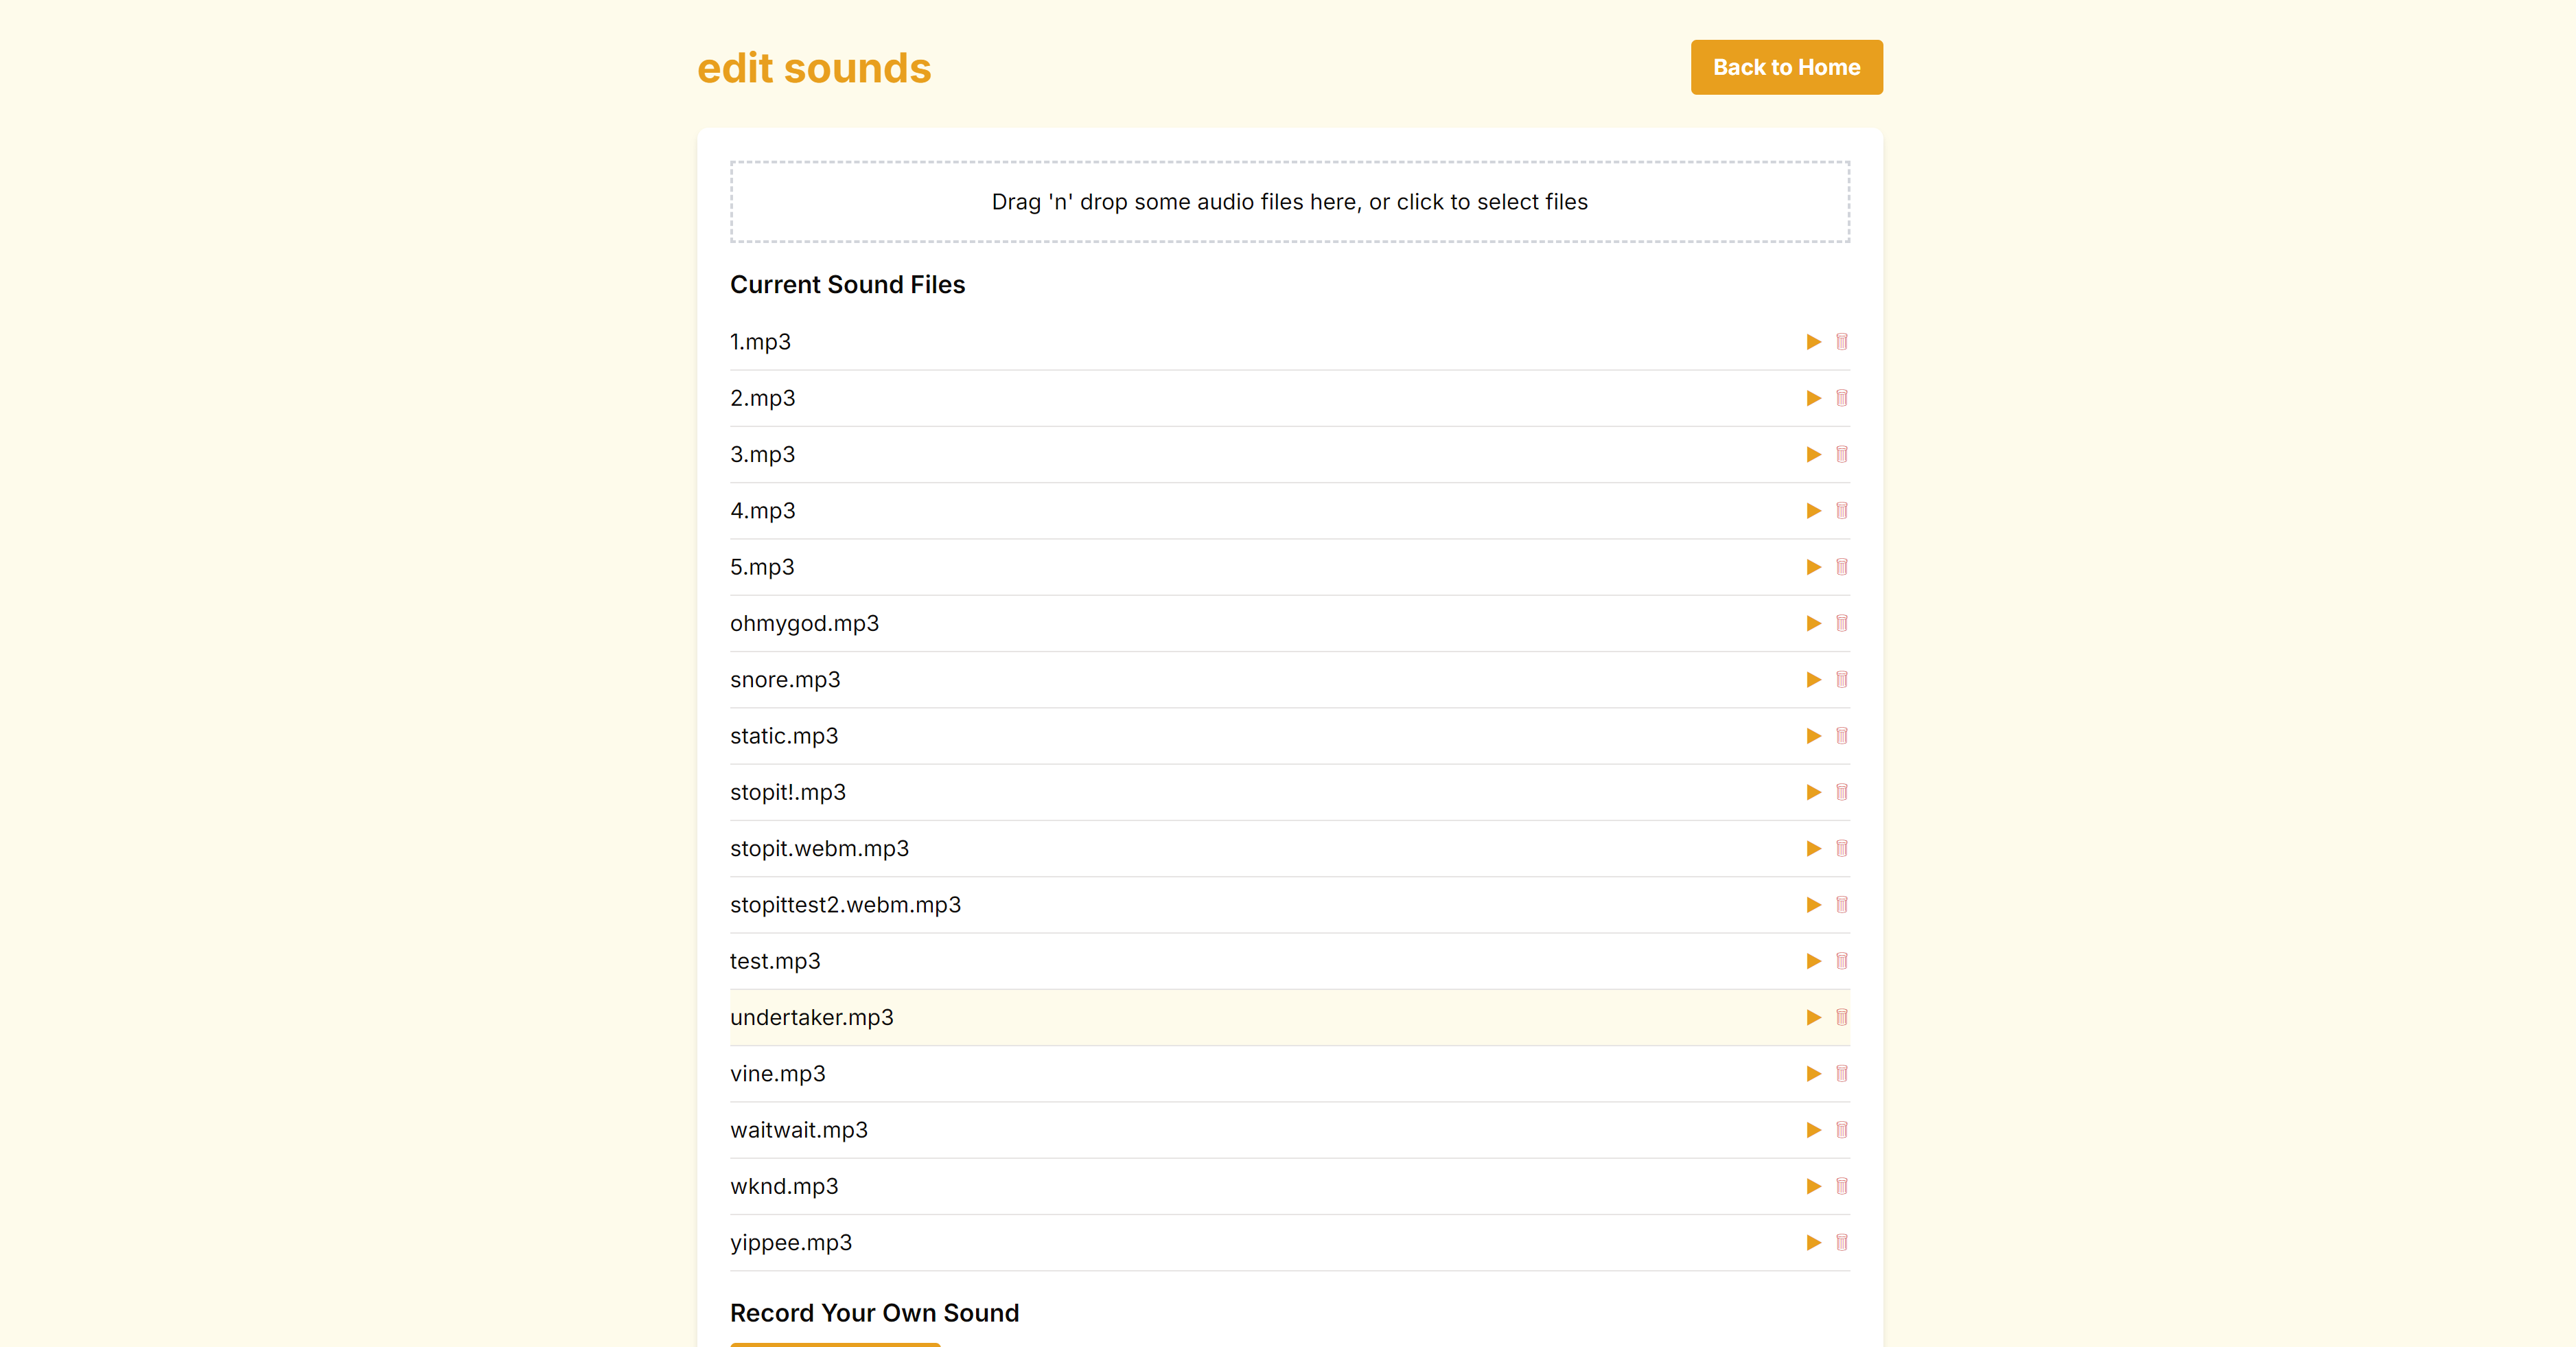 edit sounds
Back to Home
Drag 'n' drop some audio files here, or click to select files
Current Sound Files
1.mp3
2.mp3
3.mp3
4.mp3
5.mp3
ohmygod.mp3
snore.mp3
static.mp3
stopit!.mp3
stopit.webm.mp3
stopittest2.webm.mp3
test.mp3
undertaker.mp3
vine.mp3
waitwait.mp3
wknd.mp3
yippee.mp3
Record Your Own Sound